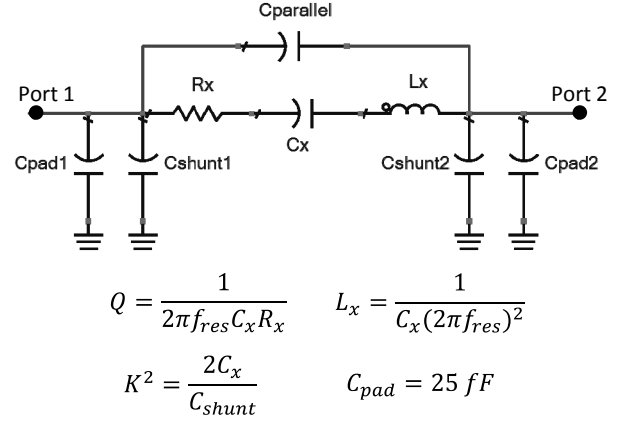 Cparallel
Port 1 Rx Lx Port 2
Cx
Cpad1 Cshunt1 Cshunt2 Cpad2
Q = 1 / (2πf_res C_x R_x) L_x = 1 / (C_x (2πf_res)^2)
K^2 = 2C_x / C_shunt C_pad = 25 fF